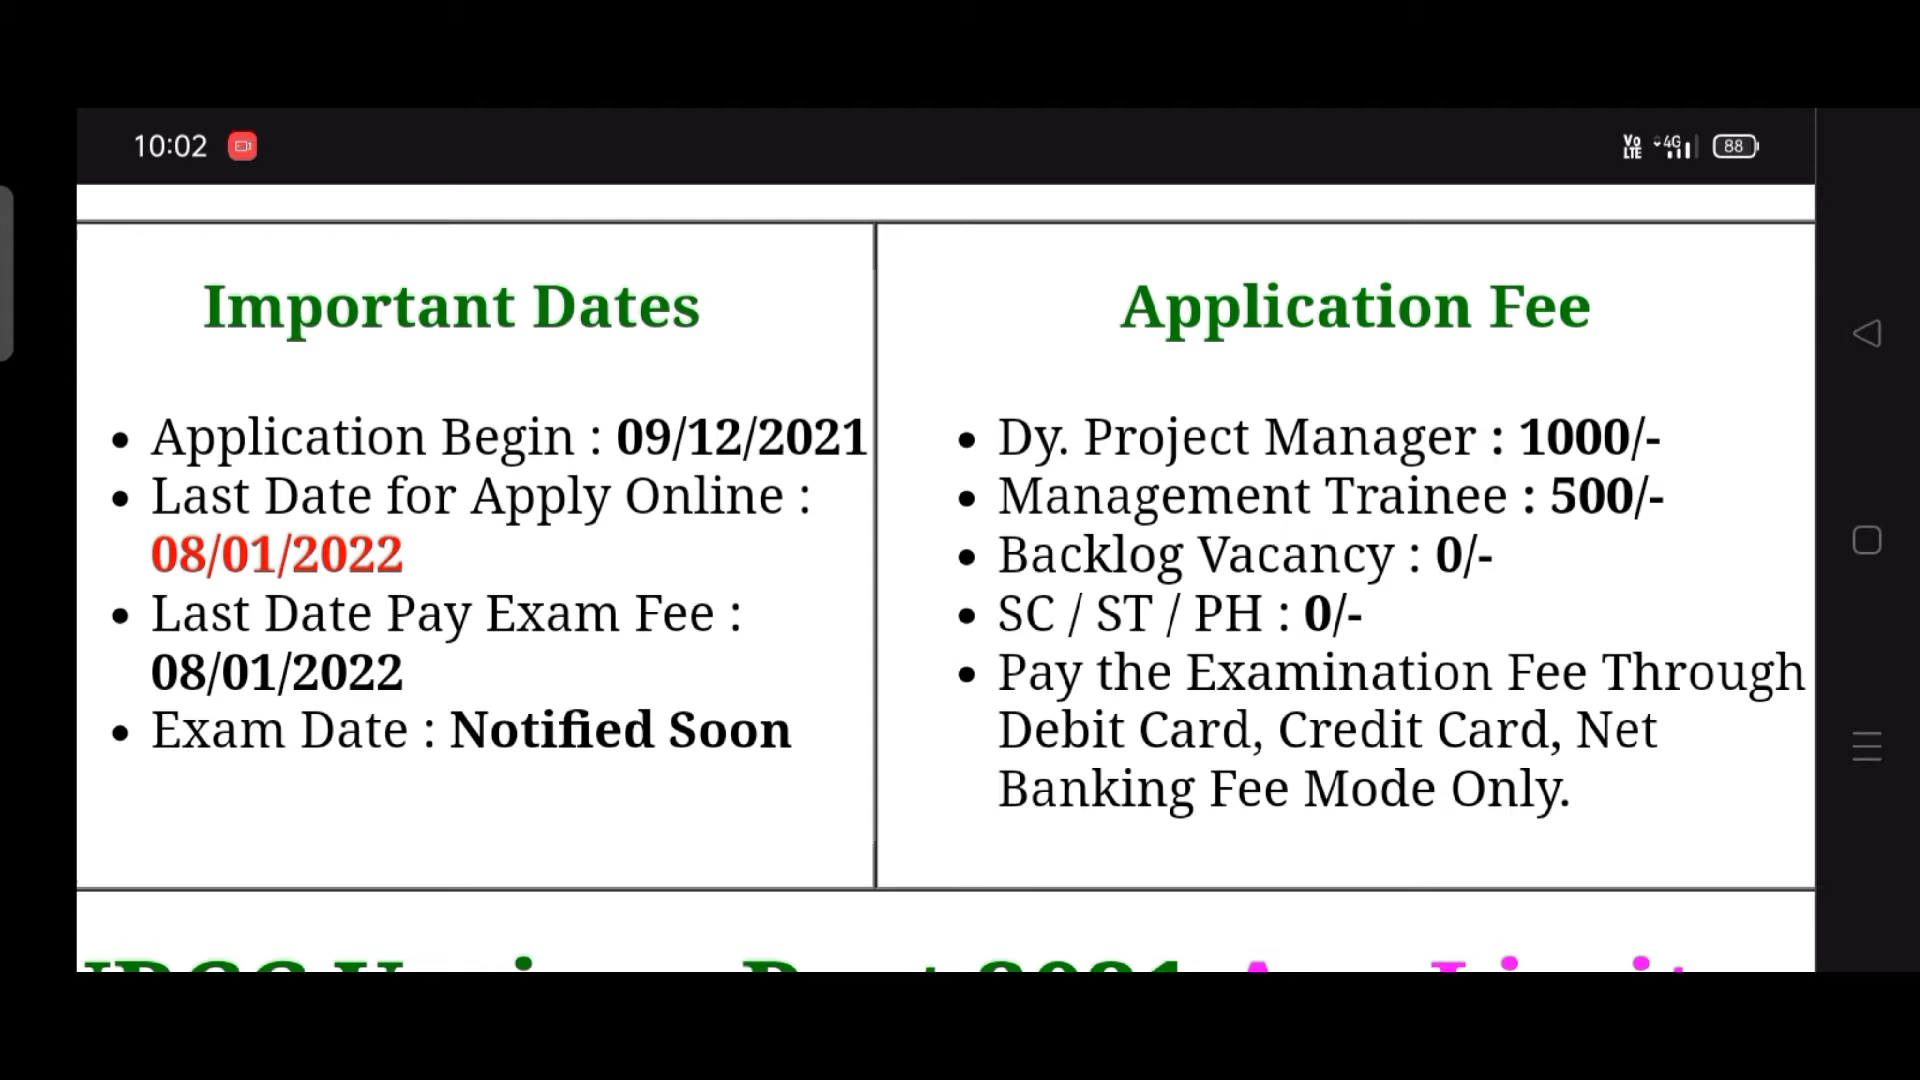 10:02
Vo LTE 4G 88
Important Dates
Application Begin : 09/12/2021
Last Date for Apply Online :
08/01/2022
Last Date Pay Exam Fee :
08/01/2022
Exam Date : Notified Soon
Application Fee
Dy. Project Manager : 1000/-
Management Trainee : 500/-
Backlog Vacancy : 0/-
SC / ST / PH : 0/-
Pay the Examination Fee Through
Debit Card, Credit Card, Net
Banking Fee Mode Only.